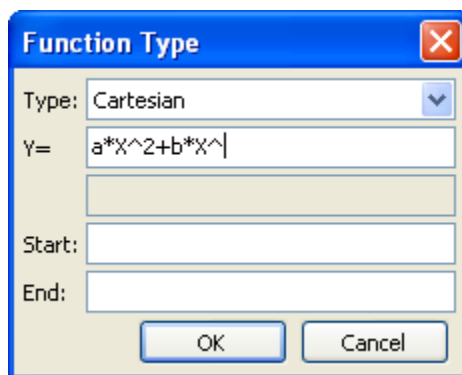 Function Type
Type: Cartesian
Y= a*X^2+b*X^
Start:
End:
OK Cancel